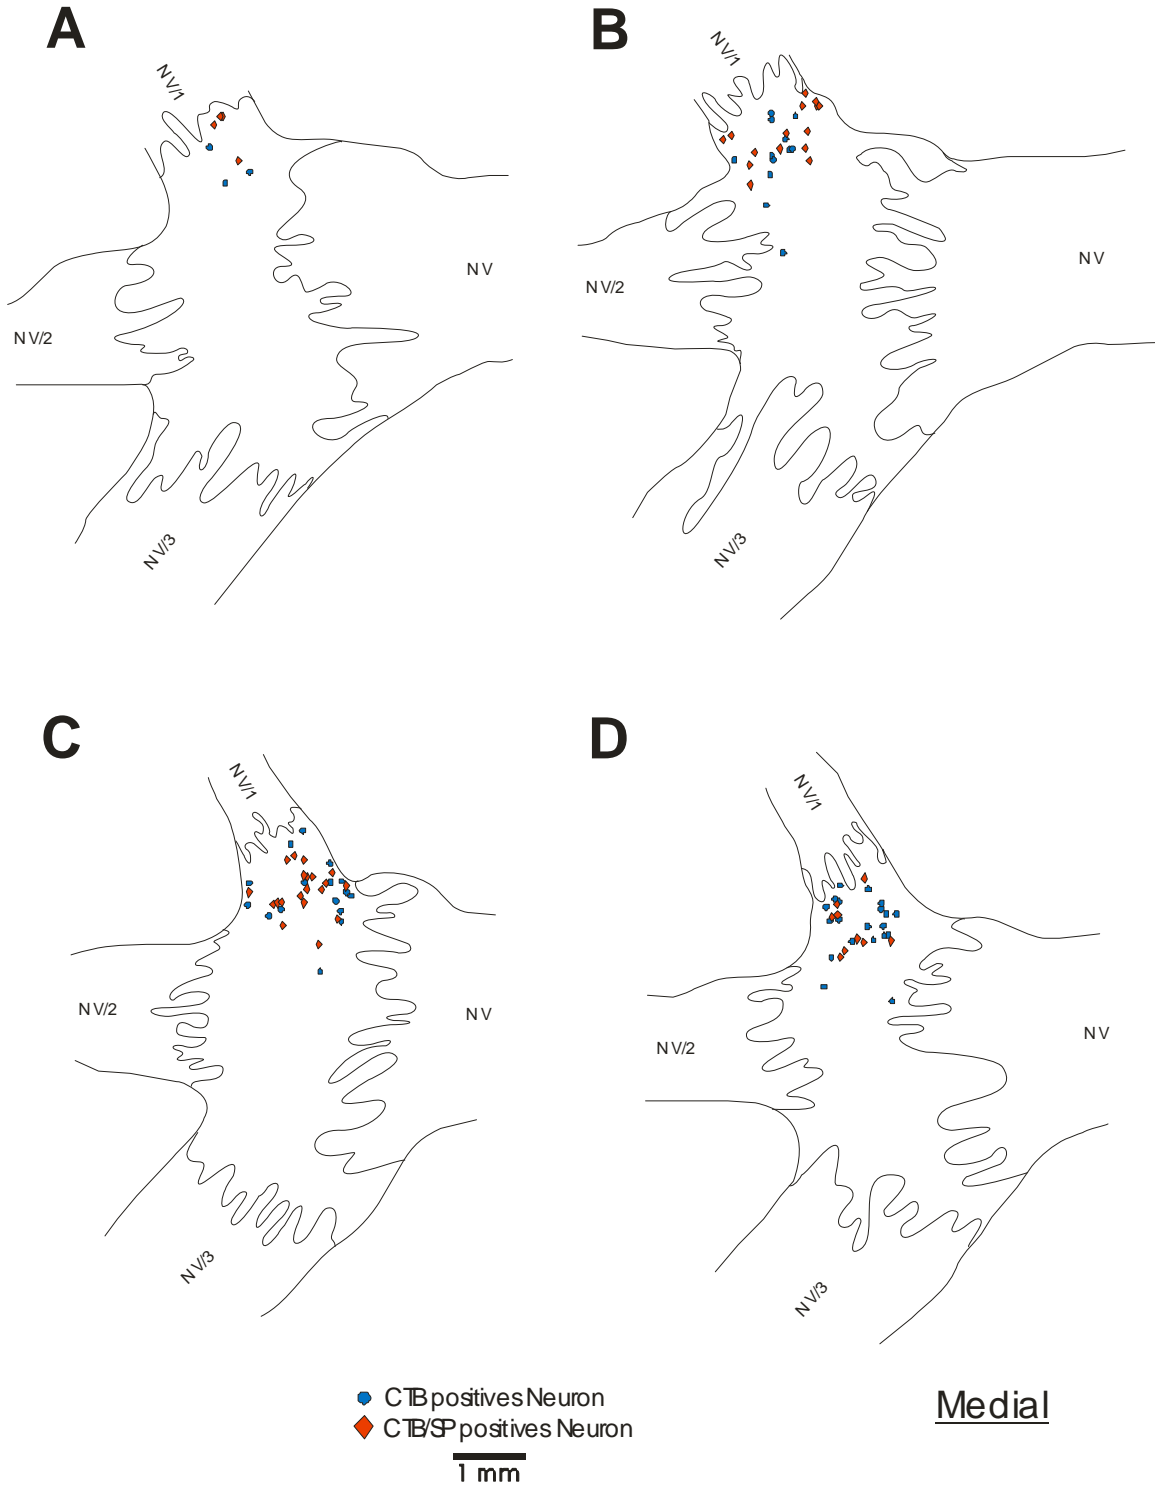 A
B
NV/1
NV/1
NV
NV/2
NV
NV/2
NV/3
NV/3
C
D
NV/1
NV/1
NV/2
NV
NV/2
NV
NV/3
NV/3
CTB positives Neuron
CTB/SP positives Neuron
Medial
1 mm